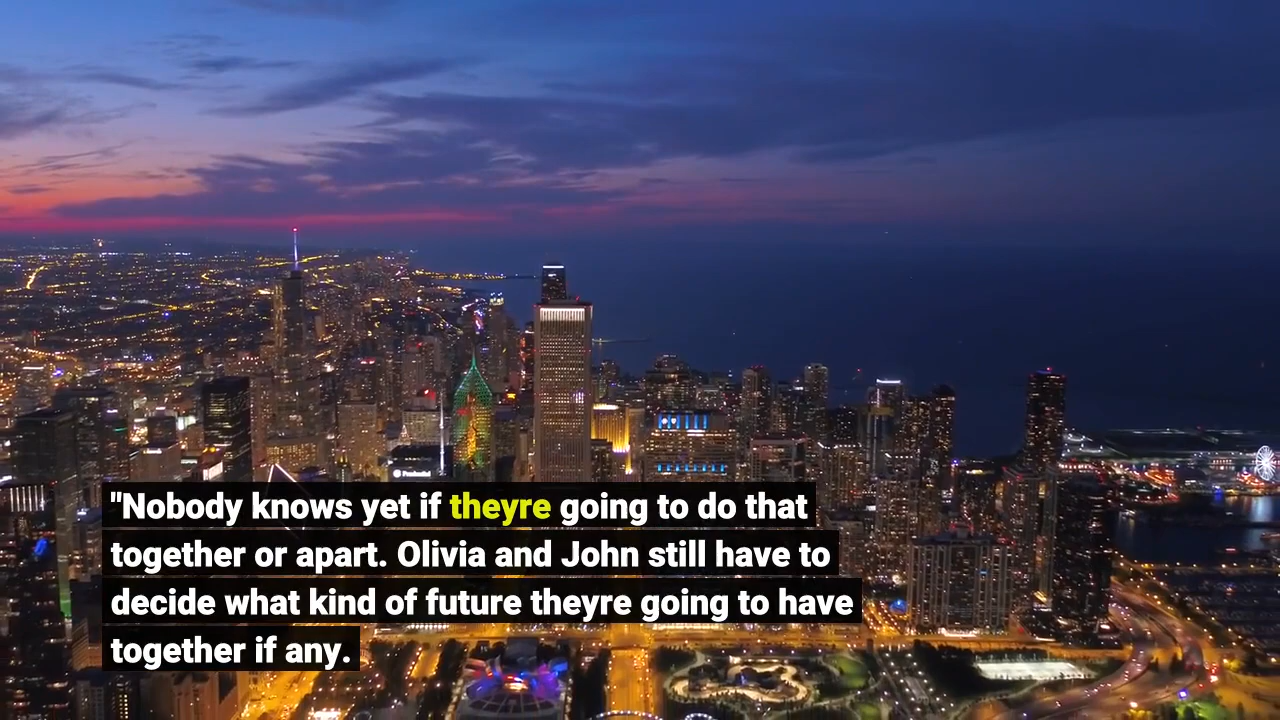 Prudential
"Nobody knows yet if theyre going to do that
together or apart. Olivia and John still have to
decide what kind of future theyre going to have
together if any.